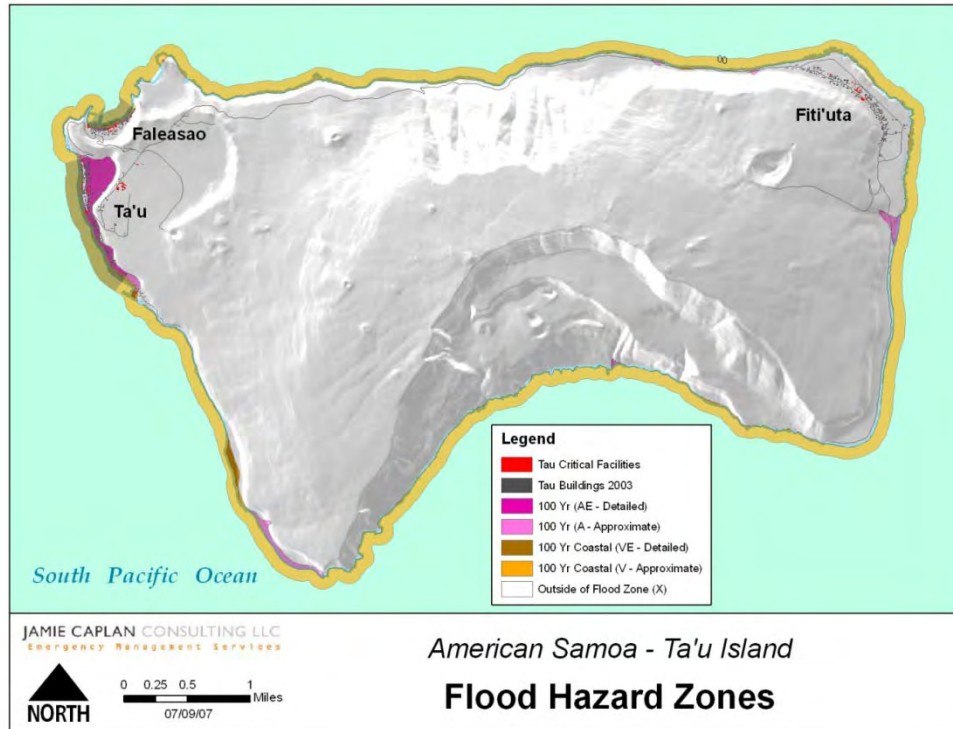 Faleasao
Fiti'uta
Ta'u
Legend
Tau Critical Facilities
Tau Buildings 2003
100 Yr (AE - Detailed)
100 Yr (A - Approximate)
100 Yr Coastal (VE - Detailed)
100 Yr Coastal (V - Approximate)
Outside of Flood Zone (X)
South Pacific Ocean
JAMIE CAPLAN CONSULTING LLC
Emergency Management Services
NORTH
0 0.25 0.5 1
Miles
07/09/07
American Samoa - Ta'u Island
Flood Hazard Zones